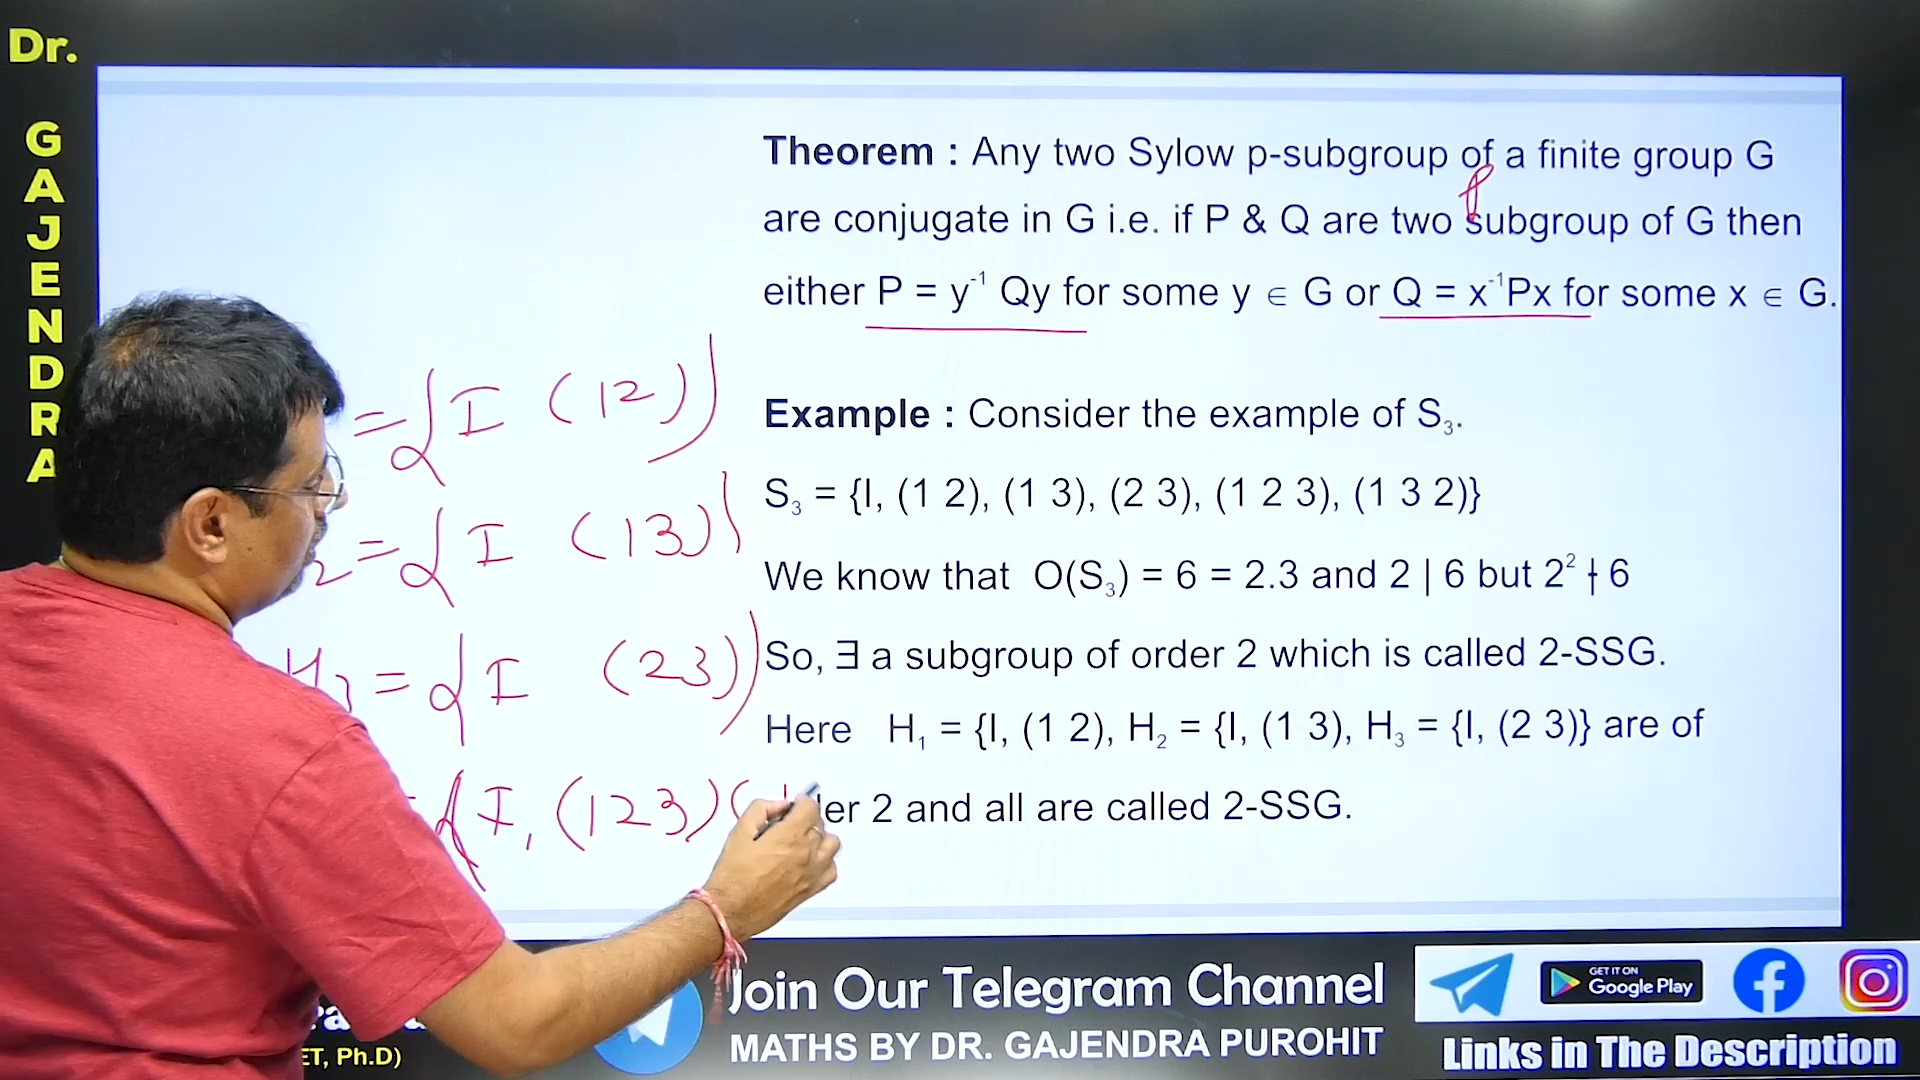 Dr.
GAJENDRA
Theorem : Any two Sylow p-subgroup of a finite group G
p
are conjugate in G i.e. if P & Q are two subgroup of G then
either P = y⁻¹ Qy for some y ∈ G or Q = x⁻¹Px for some x ∈ G.
Example : Consider the example of S₃.
S₃ = {I, (1 2), (1 3), (2 3), (1 2 3), (1 3 2)}
We know that O(S₃) = 6 = 2.3 and 2 | 6 but 2² ∤ 6
So, ∃ a subgroup of order 2 which is called 2-SSG.
Here H₁ = {I, (1 2), H₂ = {I, (1 3), H₃ = {I, (2 3)} are of
er 2 and all are called 2-SSG.
= {I (12)}
2 = {I (13)}
H3 = {I (23)}
= {I, (123) (1
ET, Ph.D)
Join Our Telegram Channel
MATHS BY DR. GAJENDRA PUROHIT
GET IT ON
Google Play
Links in The Description